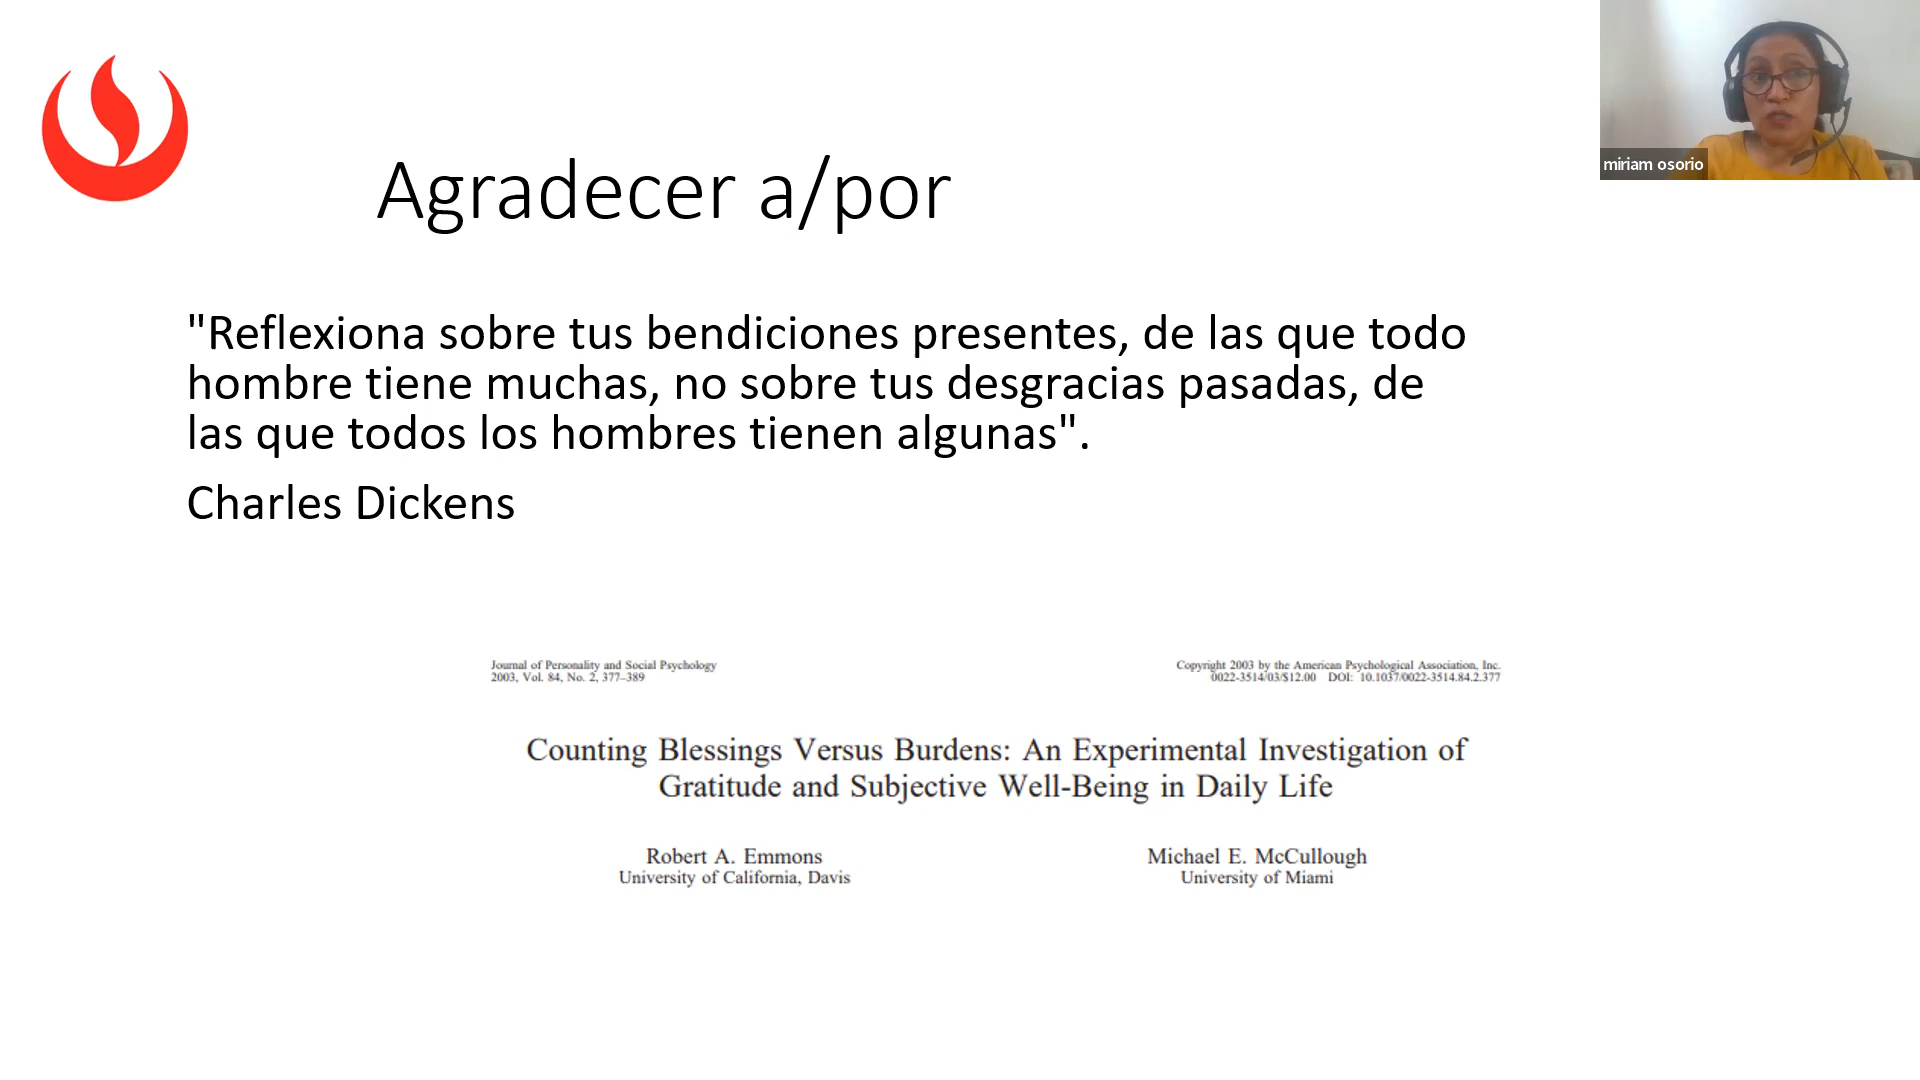 miriam osorio
Agradecer a/por
"Reflexiona sobre tus bendiciones presentes, de las que todo
hombre tiene muchas, no sobre tus desgracias pasadas, de
las que todos los hombres tienen algunas".
Charles Dickens
Journal of Personality and Social Psychology
2003, Vol. 84, No. 2, 377–389
Copyright 2003 by the American Psychological Association, Inc.
0022-3514/03/$12.00 DOI: 10.1037/0022-3514.84.2.377
Counting Blessings Versus Burdens: An Experimental Investigation of
Gratitude and Subjective Well-Being in Daily Life
Robert A. Emmons
University of California, Davis
Michael E. McCullough
University of Miami